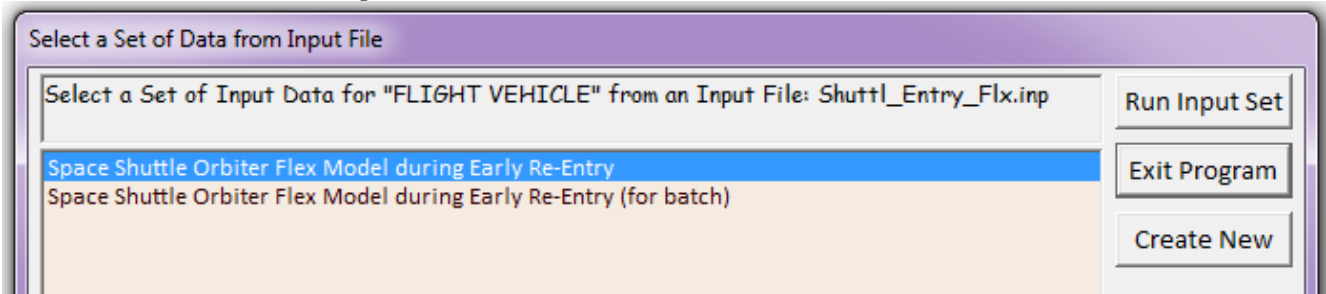 Select a Set of Data from Input File
Select a Set of Input Data for "FLIGHT VEHICLE" from an Input File: Shuttl_Entry_Flx.inp
Run Input Set
Space Shuttle Orbiter Flex Model during Early Re-Entry
Exit Program
Space Shuttle Orbiter Flex Model during Early Re-Entry (for batch)
Create New